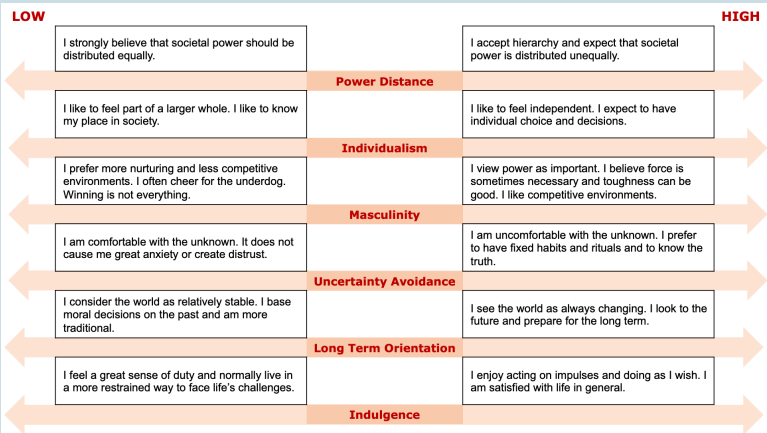 LOW
HIGH
I strongly believe that societal power should be
distributed equally.
I accept hierarchy and expect that societal
power is distributed unequally.
Power Distance
I like to feel part of a larger whole. I like to know
my place in society.
I like to feel independent. I expect to have
individual choice and decisions.
Individualism
I prefer more nurturing and less competitive
environments. I often cheer for the underdog.
Winning is not everything.
I view power as important. I believe force is
sometimes necessary and toughness can be
good. I like competitive environments.
Masculinity
I am comfortable with the unknown. It does not
cause me great anxiety or create distrust.
I am uncomfortable with the unknown. I prefer
to have fixed habits and rituals and to know the
truth.
Uncertainty Avoidance
I consider the world as relatively stable. I base
moral decisions on the past and am more
traditional.
I see the world as always changing. I look to the
future and prepare for the long term.
Long Term Orientation
I feel a great sense of duty and normally live in
a more restrained way to face life's challenges.
I enjoy acting on impulses and doing as I wish. I
am satisfied with life in general.
Indulgence